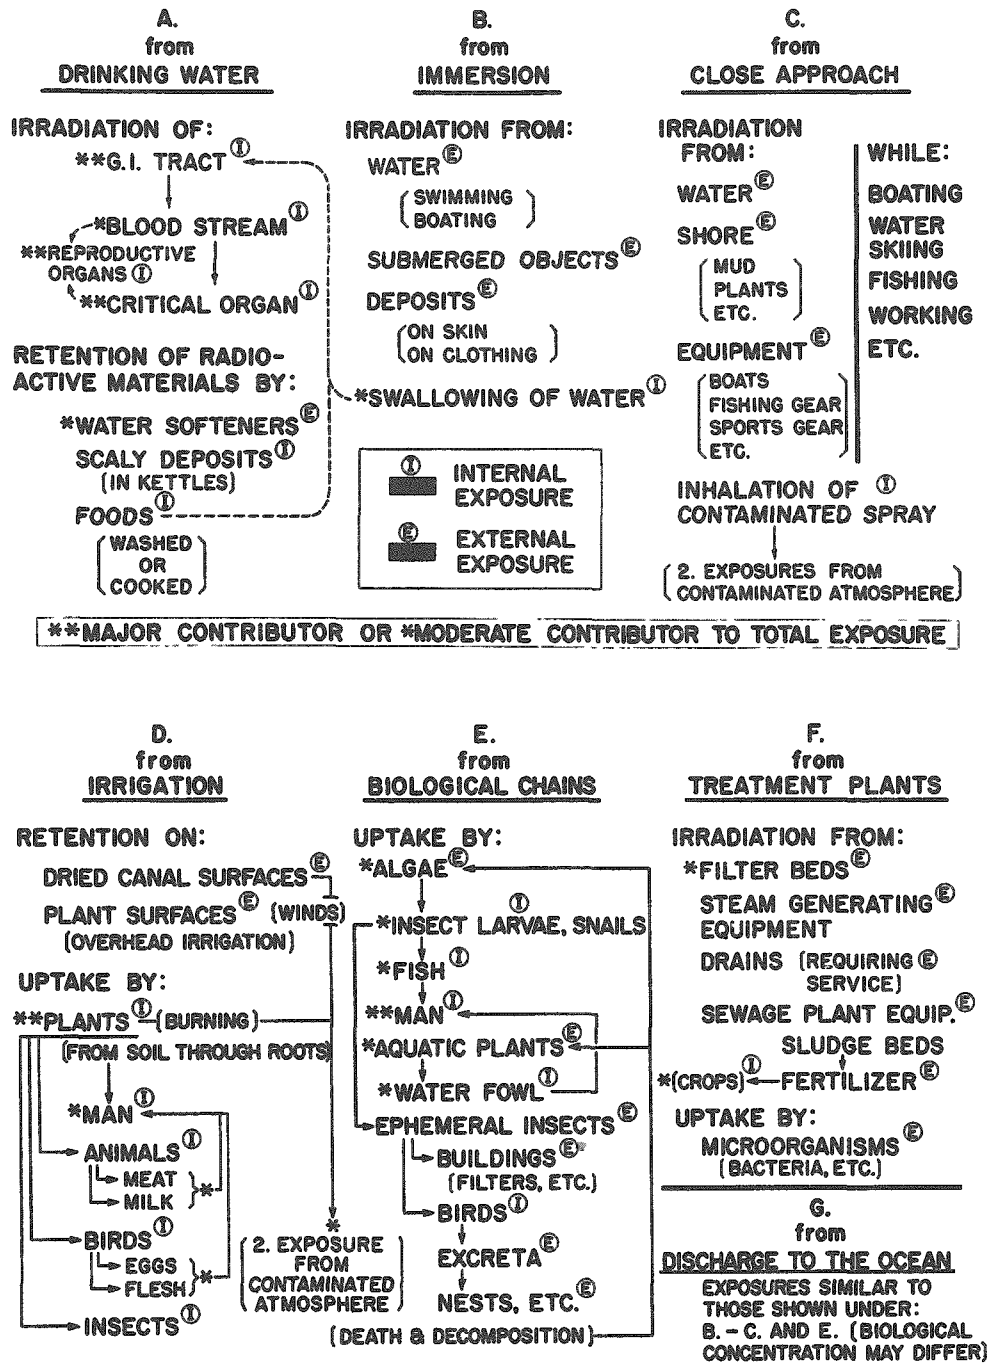 A.
from
DRINKING WATER
IRRADIATION OF:
**G.I. TRACT Ⓘ
*BLOOD STREAM Ⓘ
**REPRODUCTIVE
ORGANS Ⓘ
**CRITICAL ORGAN Ⓘ
RETENTION OF RADIO-
ACTIVE MATERIALS BY:
*WATER SOFTENERS Ⓔ
SCALY DEPOSITS Ⓘ
(IN KETTLES)
FOODS Ⓘ
(WASHED
OR
COOKED)
B.
from
IMMERSION
IRRADIATION FROM:
WATER Ⓔ
(SWIMMING
BOATING)
SUBMERGED OBJECTS Ⓔ
DEPOSITS Ⓔ
(ON SKIN
ON CLOTHING)
*SWALLOWING OF WATER Ⓘ
Ⓘ INTERNAL
EXPOSURE
Ⓔ EXTERNAL
EXPOSURE
C.
from
CLOSE APPROACH
IRRADIATION
FROM:
WATER Ⓔ
SHORE Ⓔ
(MUD
PLANTS
ETC.)
EQUIPMENT Ⓔ
(BOATS
FISHING GEAR
SPORTS GEAR
ETC.)
WHILE:
BOATING
WATER
SKIING
FISHING
WORKING
ETC.
INHALATION OF Ⓘ
CONTAMINATED SPRAY
(2. EXPOSURES FROM
CONTAMINATED ATMOSPHERE)
**MAJOR CONTRIBUTOR OR *MODERATE CONTRIBUTOR TO TOTAL EXPOSURE
D.
from
IRRIGATION
RETENTION ON:
DRIED CANAL SURFACES Ⓔ
PLANT SURFACES Ⓔ (WINDS)
(OVERHEAD IRRIGATION)
UPTAKE BY:
**PLANTS Ⓘ (BURNING)
(FROM SOIL THROUGH ROOTS)
*MAN Ⓘ
ANIMALS Ⓘ
MEAT
MILK } *
BIRDS Ⓘ
EGGS
FLESH } *
INSECTS Ⓘ
*
(2. EXPOSURE
FROM
CONTAMINATED
ATMOSPHERE)
E.
from
BIOLOGICAL CHAINS
UPTAKE BY:
*ALGAE Ⓔ
*INSECT LARVAE, SNAILS Ⓘ
*FISH Ⓘ
**MAN Ⓘ
*AQUATIC PLANTS Ⓔ
*WATER FOWL Ⓘ
EPHEMERAL INSECTS Ⓔ
BUILDINGS Ⓔ
(FILTERS, ETC.)
BIRDS Ⓘ
EXCRETA Ⓔ
NESTS, ETC. Ⓔ
(DEATH & DECOMPOSITION)
F.
from
TREATMENT PLANTS
IRRADIATION FROM:
*FILTER BEDS Ⓔ
STEAM GENERATING Ⓔ
EQUIPMENT
DRAINS (REQUIRING Ⓔ
SERVICE)
SEWAGE PLANT EQUIP. Ⓔ
SLUDGE BEDS
*(CROPS) Ⓘ FERTILIZER Ⓔ
UPTAKE BY:
MICROORGANISMS Ⓔ
(BACTERIA, ETC.)
G.
from
DISCHARGE TO THE OCEAN
EXPOSURES SIMILAR TO
THOSE SHOWN UNDER:
B. - C. AND E. (BIOLOGICAL
CONCENTRATION MAY DIFFER)